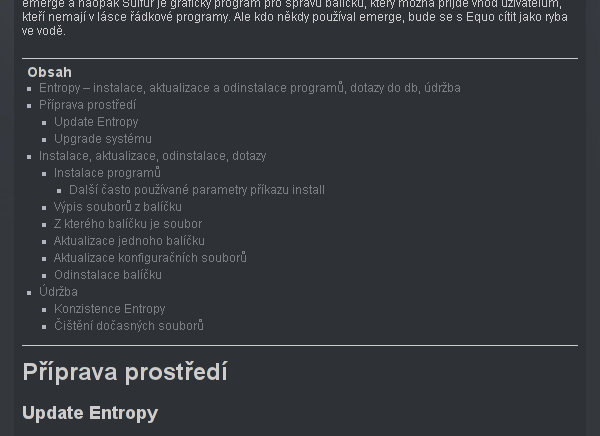 emerge a naopak Sulfur je grafický program pro správu balíčků, který možná přijde vhod uživatelům,
kteří nemají v lásce řádkové programy. Ale kdo někdy používal emerge, bude se s Equo cítit jako ryba
ve vodě.
Obsah
Entropy – instalace, aktualizace a odinstalace programů, dotazy do db, údržba
Příprava prostředí
Update Entropy
Upgrade systému
Instalace, aktualizace, odinstalace, dotazy
Instalace programů
Další často používané parametry příkazu install
Výpis souborů z balíčku
Z kterého balíčku je soubor
Aktualizace jednoho balíčku
Aktualizace konfiguračních souborů
Odinstalace balíčku
Údržba
Konzistence Entropy
Čištění dočasných souborů
Příprava prostředí
Update Entropy